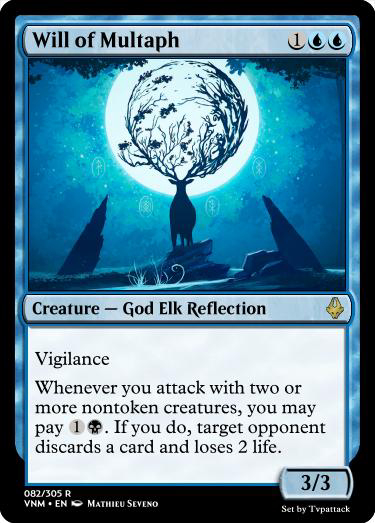 Will of Multaph 1
Creature — God Elk Reflection
Vigilance
Whenever you attack with two or
more nontoken creatures, you may
pay 1. If you do, target opponent
discards a card and loses 2 life.
3/3
082/305 R
VNM • EN Mathieu Seveno
Set by Tvpattack